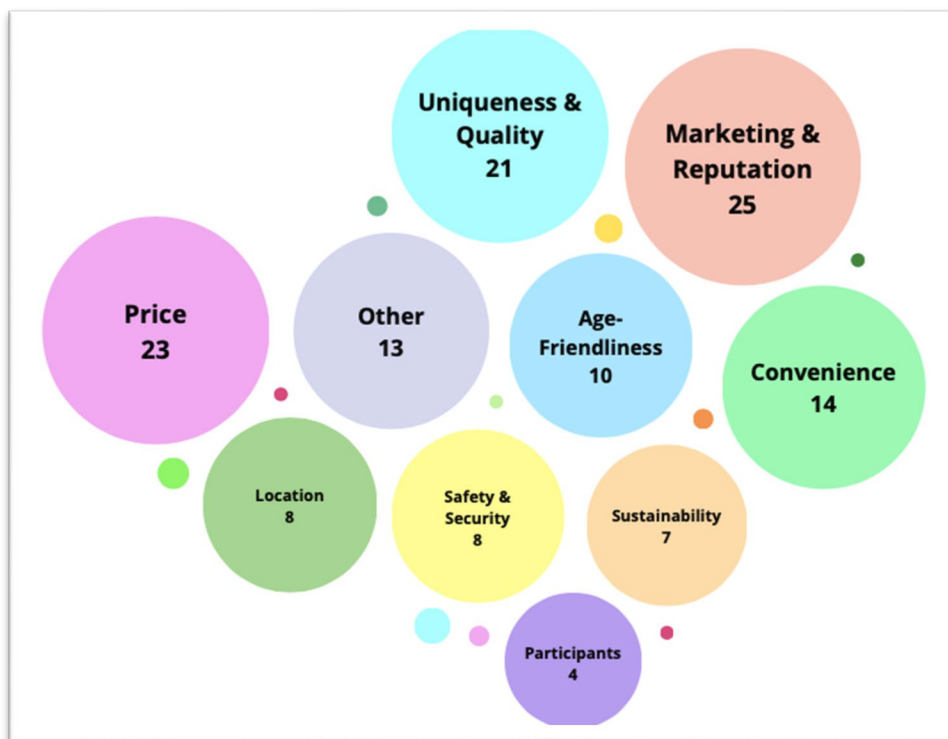 Uniqueness &
Quality
21
Marketing &
Reputation
25
Price
23
Other
13
Age-
Friendliness
10
Convenience
14
Location
8
Safety &
Security
8
Sustainability
7
Participants
4